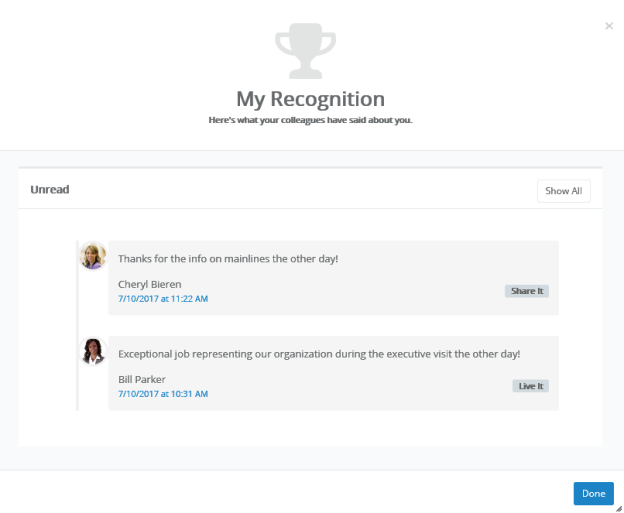 ×
My Recognition
Here's what your colleagues have said about you.
Unread
Show All
Thanks for the info on mainlines the other day!
Cheryl Bieren
7/10/2017 at 11:22 AM
Share It
Exceptional job representing our organization during the executive visit the other day!
Bill Parker
7/10/2017 at 10:31 AM
Live It
Done